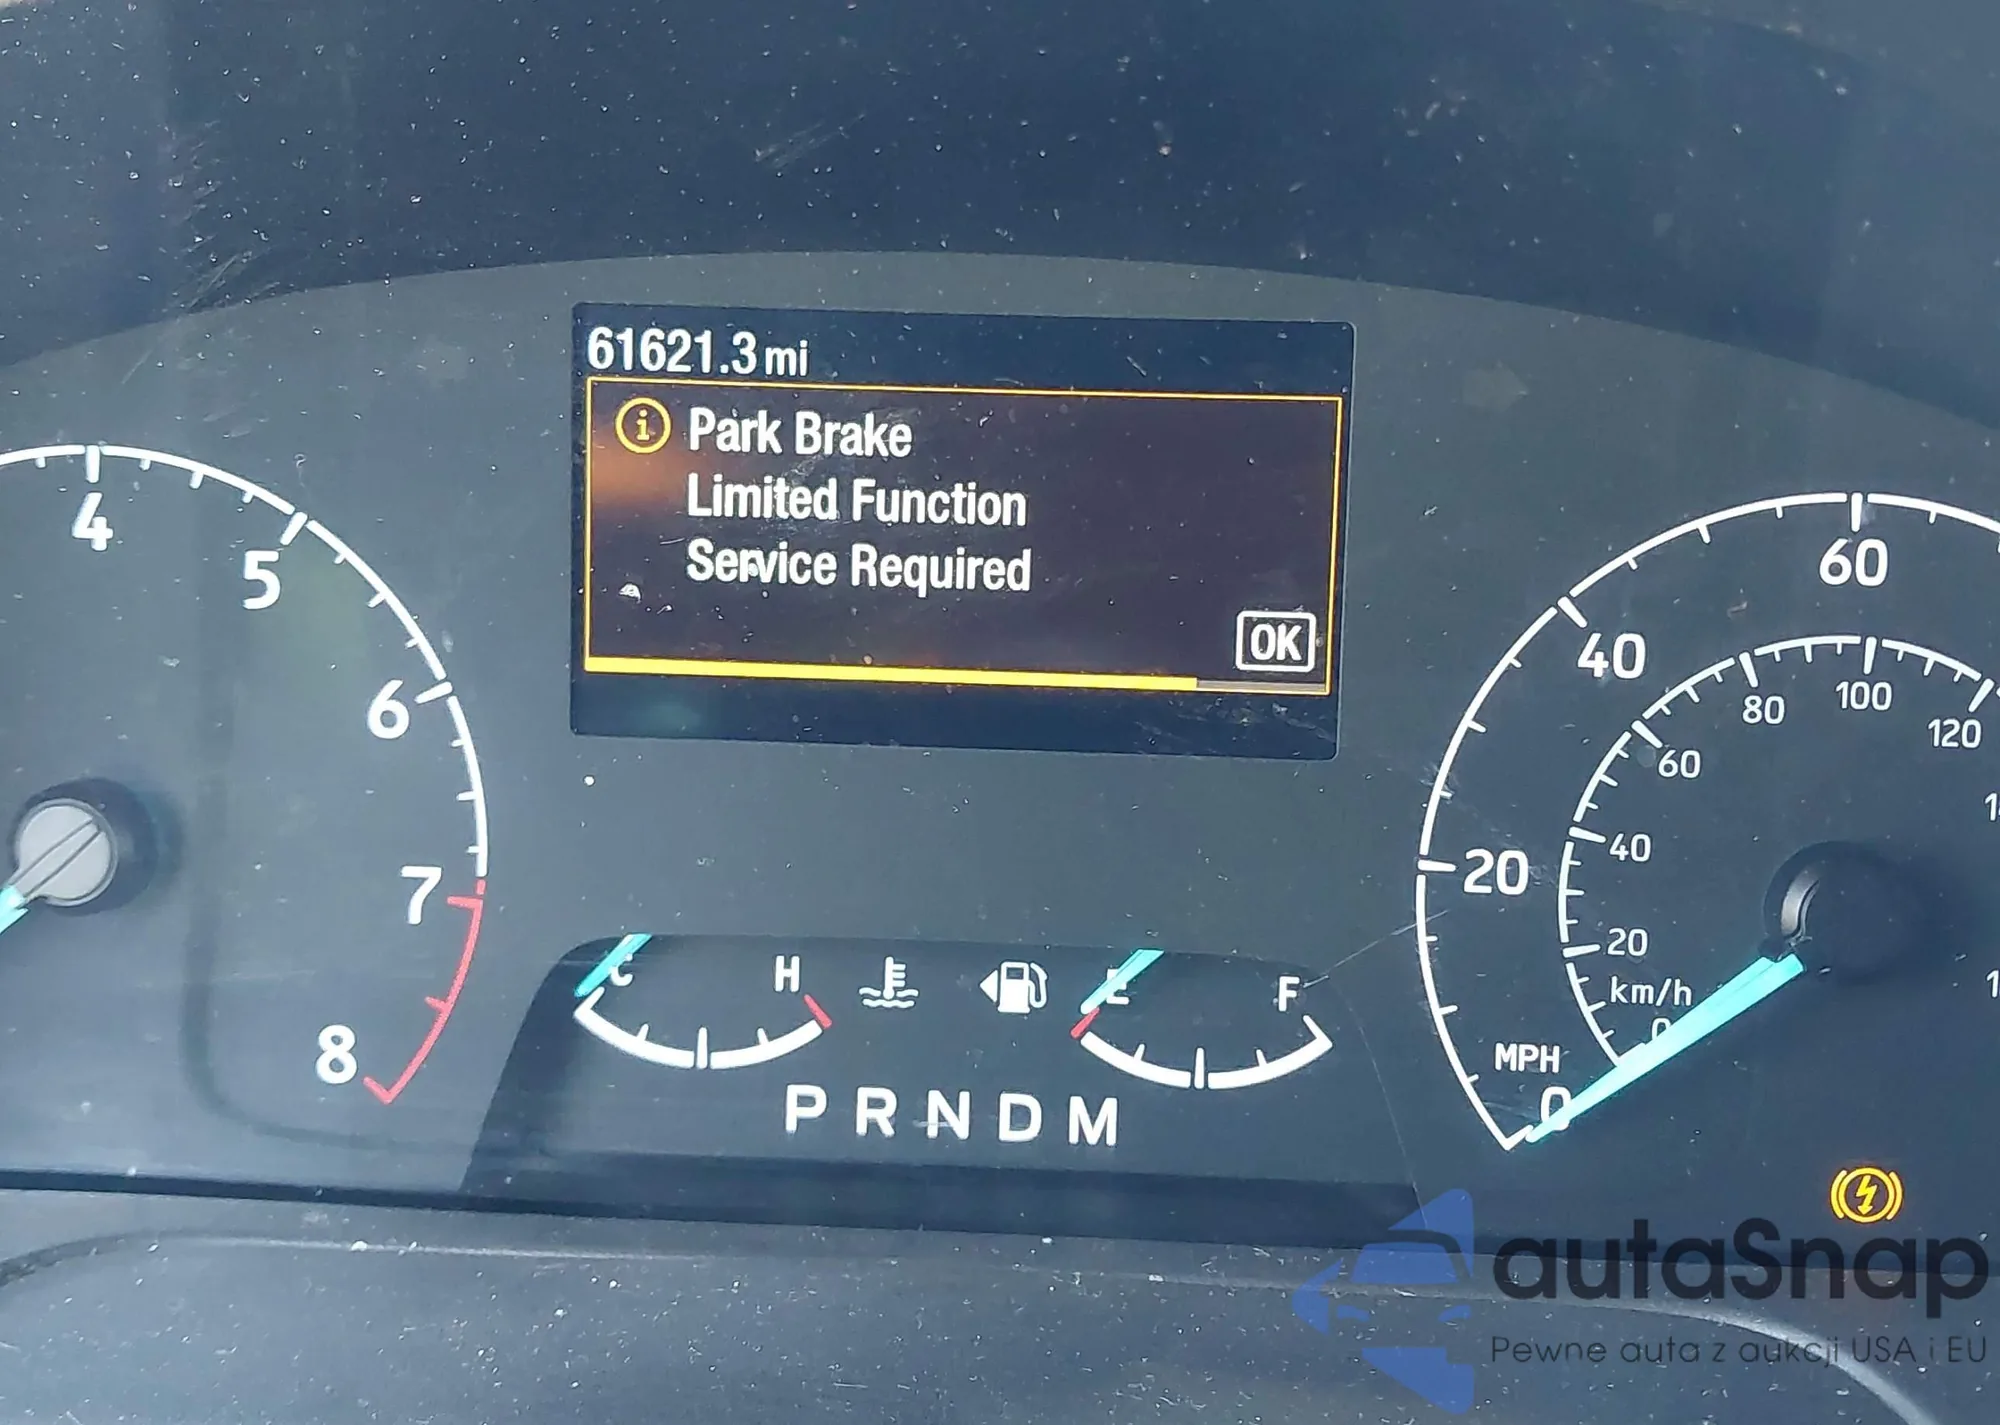 61621.3 mi
i Park Brake
Limited Function
Service Required
OK
4
5
6
7
8
C H
E F
P R N D M
60
40
20
0
MPH
120
100
80
60
40
20
0
km/h
autaSnap
Pewne auta z aukcji USA i EU